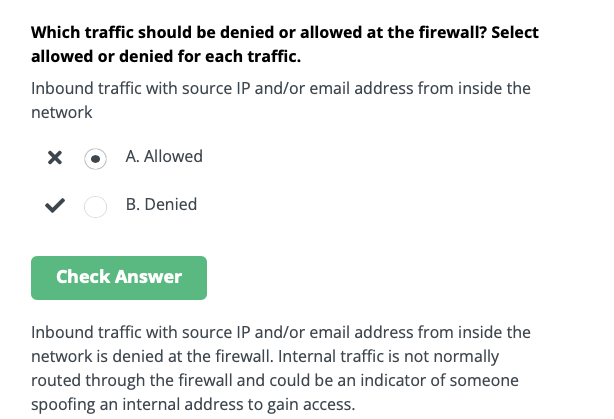 Which traffic should be denied or allowed at the firewall? Select
allowed or denied for each traffic.
Inbound traffic with source IP and/or email address from inside the
network
A. Allowed
B. Denied
Check Answer
Inbound traffic with source IP and/or email address from inside the
network is denied at the firewall. Internal traffic is not normally
routed through the firewall and could be an indicator of someone
spoofing an internal address to gain access.